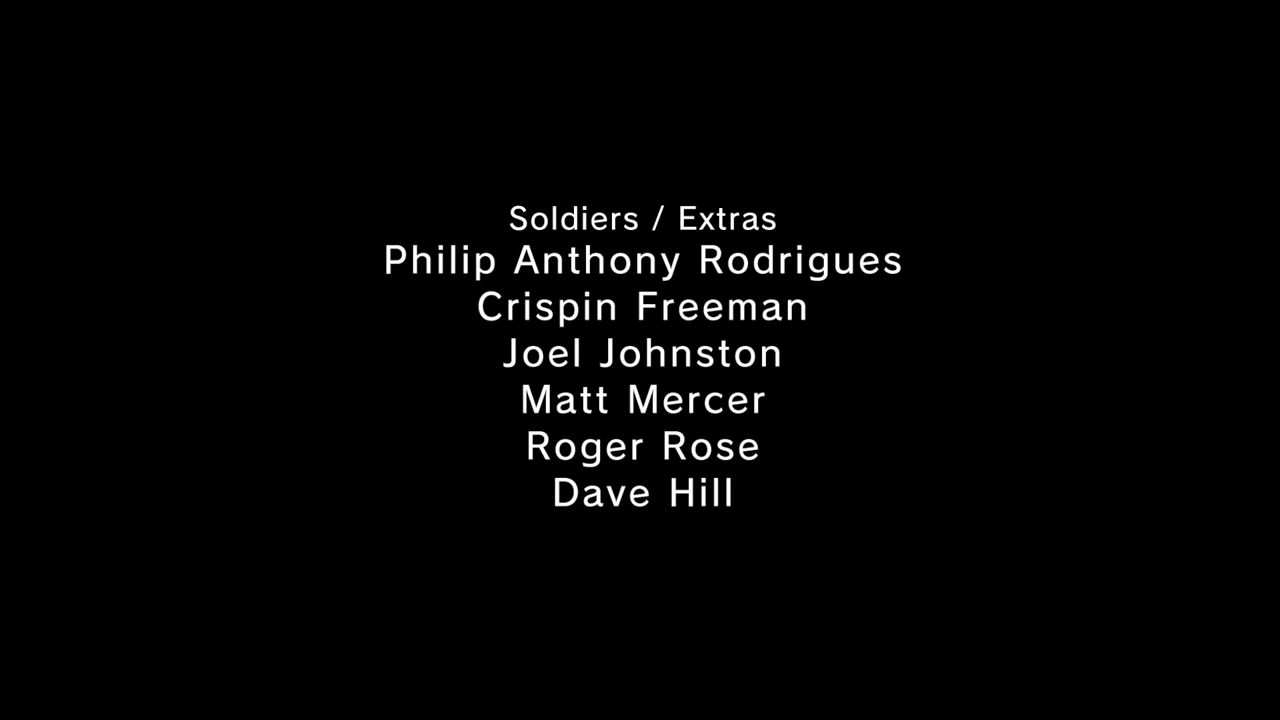 Soldiers / Extras
Philip Anthony Rodrigues
Crispin Freeman
Joel Johnston
Matt Mercer
Roger Rose
Dave Hill